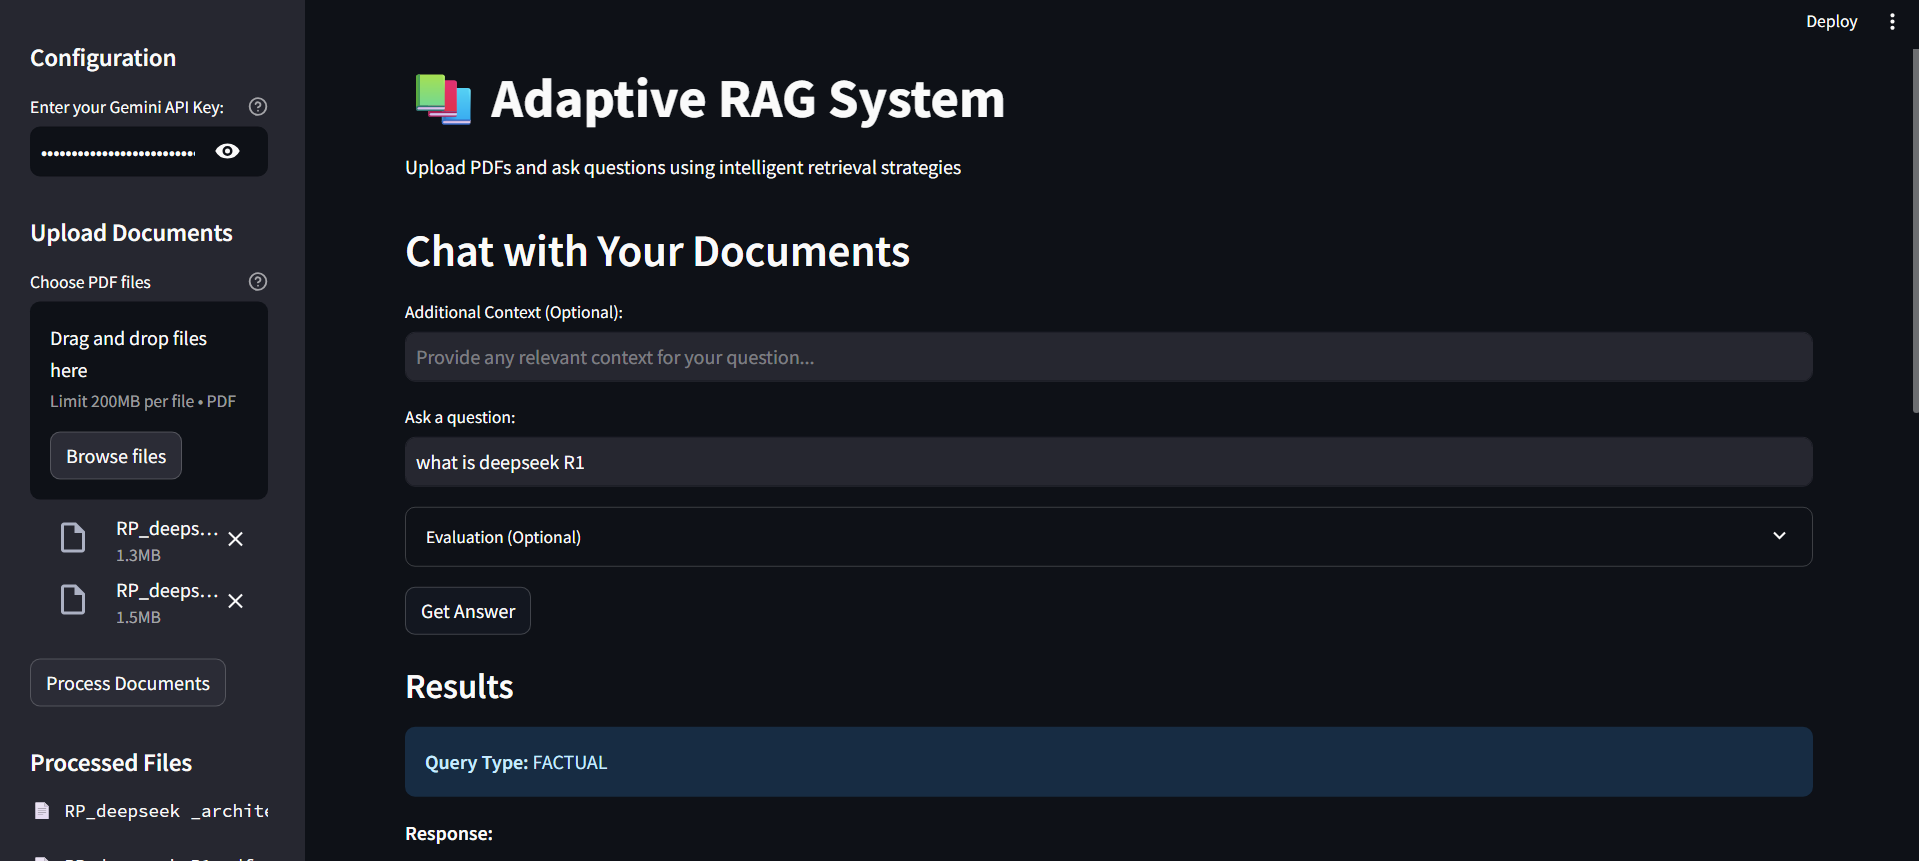 Deploy
Configuration
Enter your Gemini API Key:
Upload Documents
Choose PDF files
Drag and drop files
here
Limit 200MB per file • PDF
Browse files
RP_deeps...
1.3MB
RP_deeps...
1.5MB
Process Documents
Processed Files
RP_deepseek _archite
Adaptive RAG System
Upload PDFs and ask questions using intelligent retrieval strategies
Chat with Your Documents
Additional Context (Optional):
Provide any relevant context for your question...
Ask a question:
what is deepseek R1
Evaluation (Optional)
Get Answer
Results
Query Type: FACTUAL
Response: